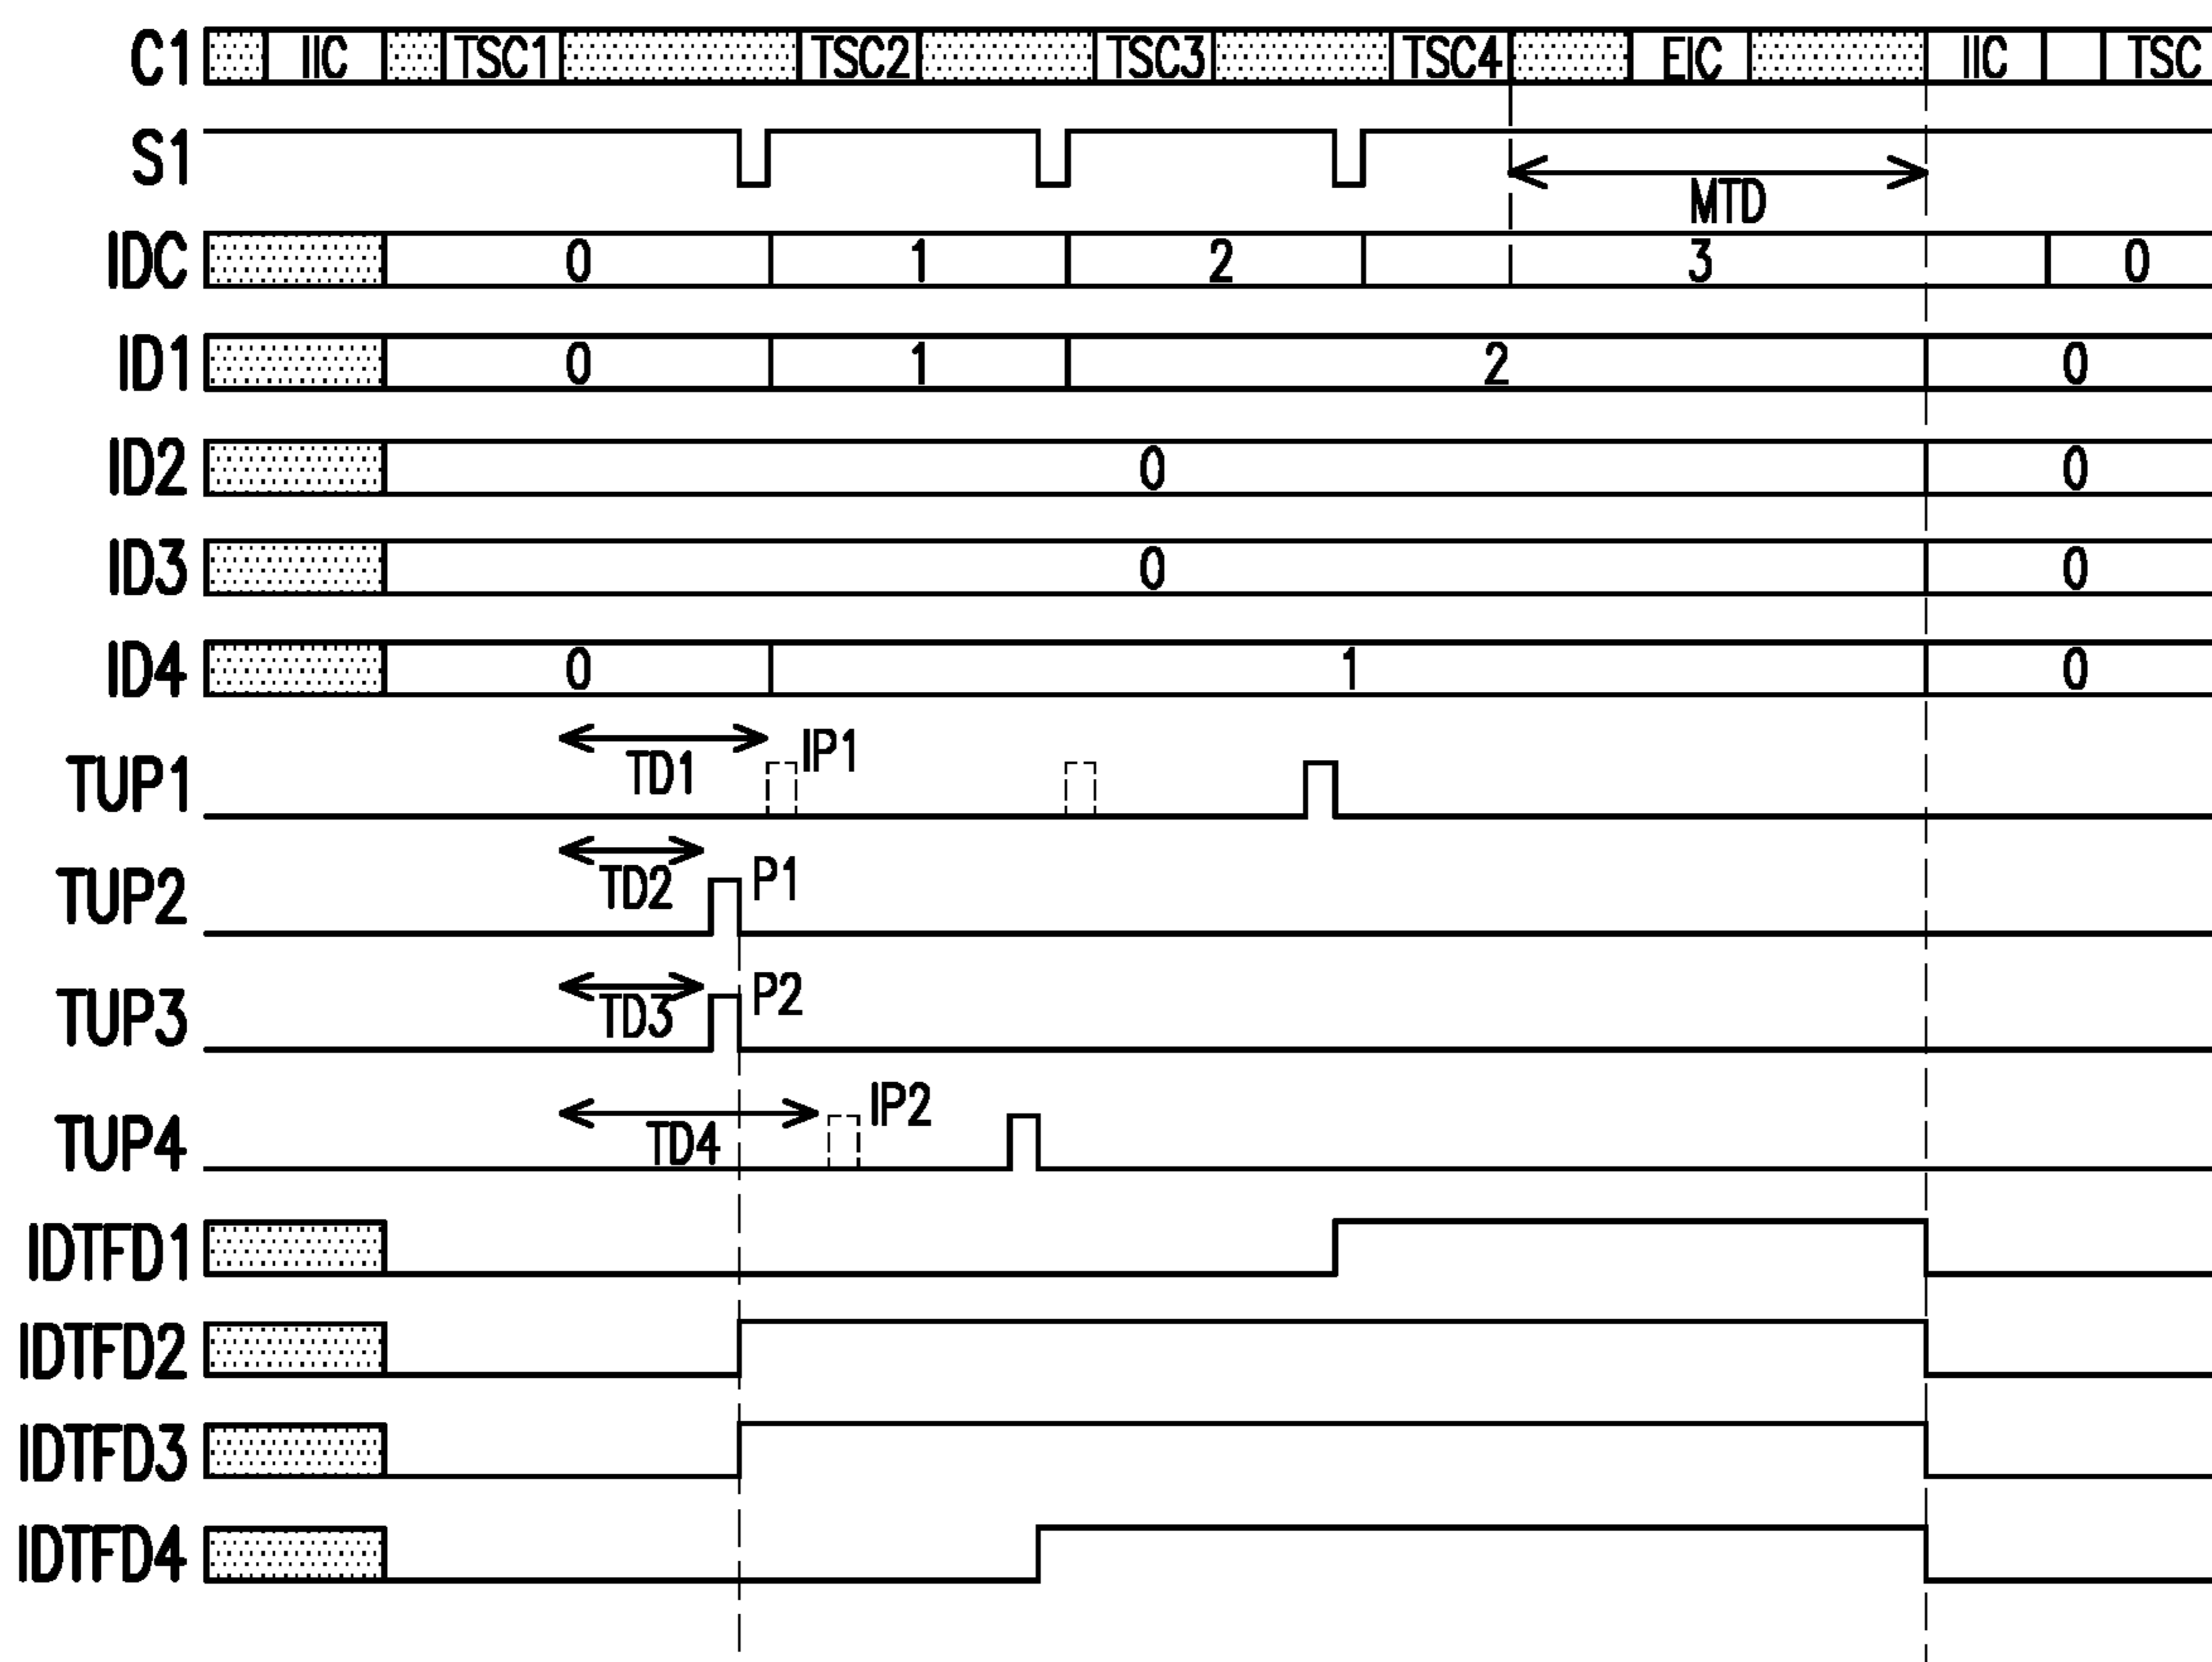 C1 IIC TSC1 TSC2 TSC3 TSC4 EIC IIC TSC
S1
MTD
IDC 0 1 2 3 0
ID1 0 1 2 0
ID2 0 0
ID3 0 0
ID4 0 1 0
TUP1 TD1 IP1
TUP2 TD2 P1
TUP3 TD3 P2
TUP4 TD4 IP2
IDTFD1
IDTFD2
IDTFD3
IDTFD4